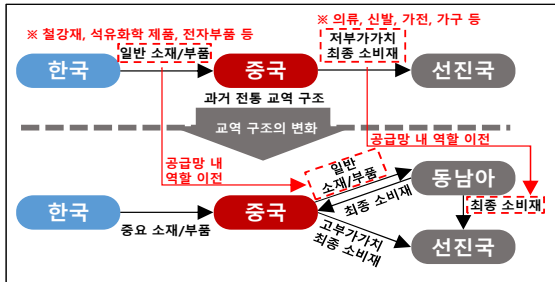 ※ 철강재, 석유화학 제품, 전자부품 등
※ 의류, 신발, 가전, 가구 등
한국
일반 소재/부품
중국
저부가가치
최종 소비재
선진국
과거 전통 교역 구조
교역 구조의 변화
공급망 내
역할 이전
공급망 내
역할 이전
한국
중요 소재/부품
중국
일반
소재/부품
최종 소비재
고부가가치
최종 소비재
동남아
최종 소비재
선진국